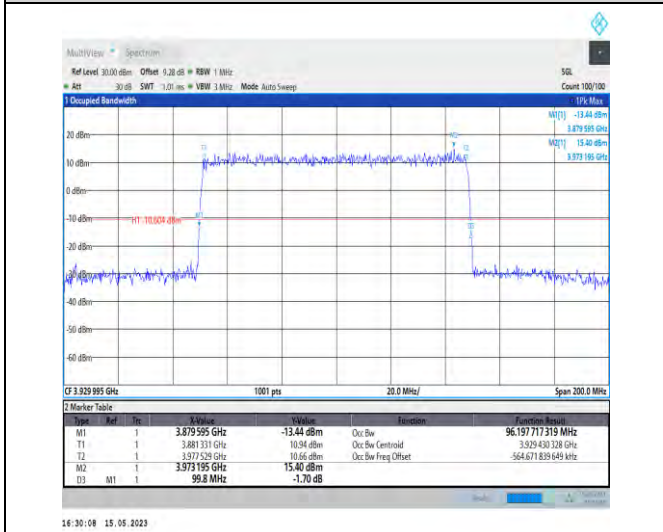 MultiView Spectrum
Ref Level 30.00 dBm Offset 9.28 dB RBW 1 MHz SGL
Att 30 dB SWT 1.01 ms VBW 3 MHz Mode Auto Sweep Count 100/100
1 Occupied Bandwidth 1Pk Max
M1[1] -13.44 dBm
3.879 595 GHz
20 dBm
M2[1] 15.40 dBm
3.973 195 GHz
M2
T1
T2
10 dBm
0 dBm
-10 dBm
H1 -10.604 dBm
M1
-20 dBm
-30 dBm
-40 dBm
-50 dBm
-60 dBm
CF 3.929 995 GHz 1001 pts 20.0 MHz/ Span 200.0 MHz
2 Marker Table
Type Ref Trc X-Value Y-Value Function Function Result
M1 1 3.879 595 GHz -13.44 dBm Occ Bw 96.197 717 319 MHz
T1 1 3.881 331 GHz 10.94 dBm Occ Bw Centroid 3.929 430 328 GHz
T2 1 3.977 529 GHz 10.66 dBm Occ Bw Freq Offset -564.671 839 649 kHz
M2 1 3.973 195 GHz 15.40 dBm
D3 M1 1 99.8 MHz -1.70 dB
16:30:08 15.05.2023